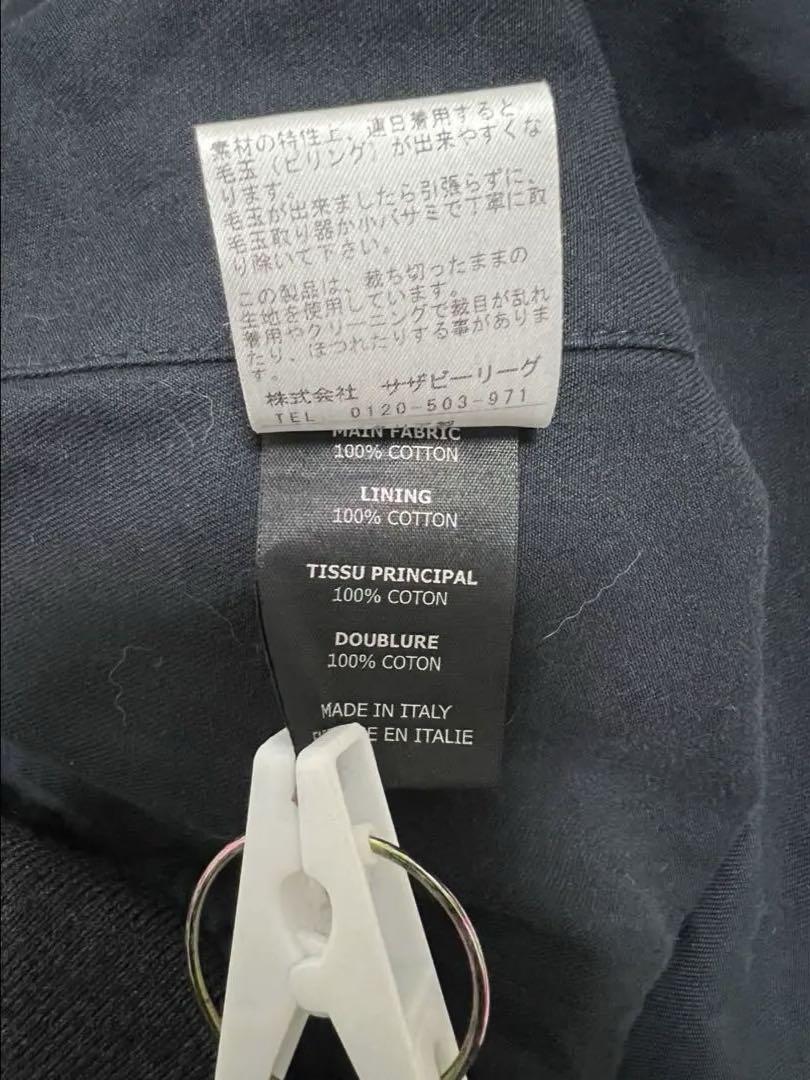 素材の特性上、連日着用すると
毛玉（ピリング）が出来やすくな
ります。
毛玉が出来ましたら引張らずに、
毛玉取り器か小バサミで丁寧に取
り除いて下さい。
この製品は、裁ち切ったままの
生地を使用しています。
着用やクリーニングで裁目が乱れ
たり、ほつれたりする事がありま
す。
株式会社 サザビーリーグ
TEL 0120-503-971
MAIN FABRIC
100% COTTON
LINING
100% COTTON
TISSU PRINCIPAL
100% COTON
DOUBLURE
100% COTON
MADE IN ITALY
EN ITALIE